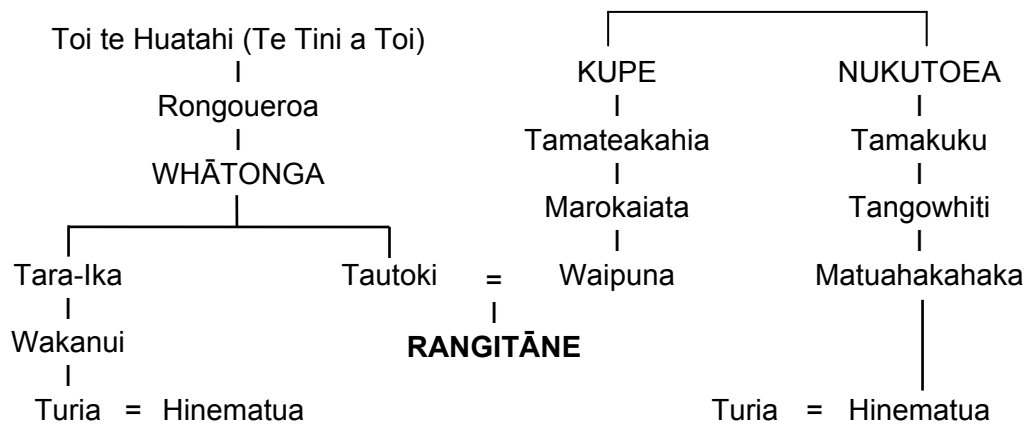 Toi te Huatahi (Te Tini a Toi)
KUPE NUKUTOEA
Rongoueroa
Tamateakahia Tamakuku
WHĀTONGA
Marokaiata Tangowhiti
Tara-Ika Tautoki = Waipuna Matuahakahaka
Wakanui RANGITĀNE
Turia = Hinematua Turia = Hinematua